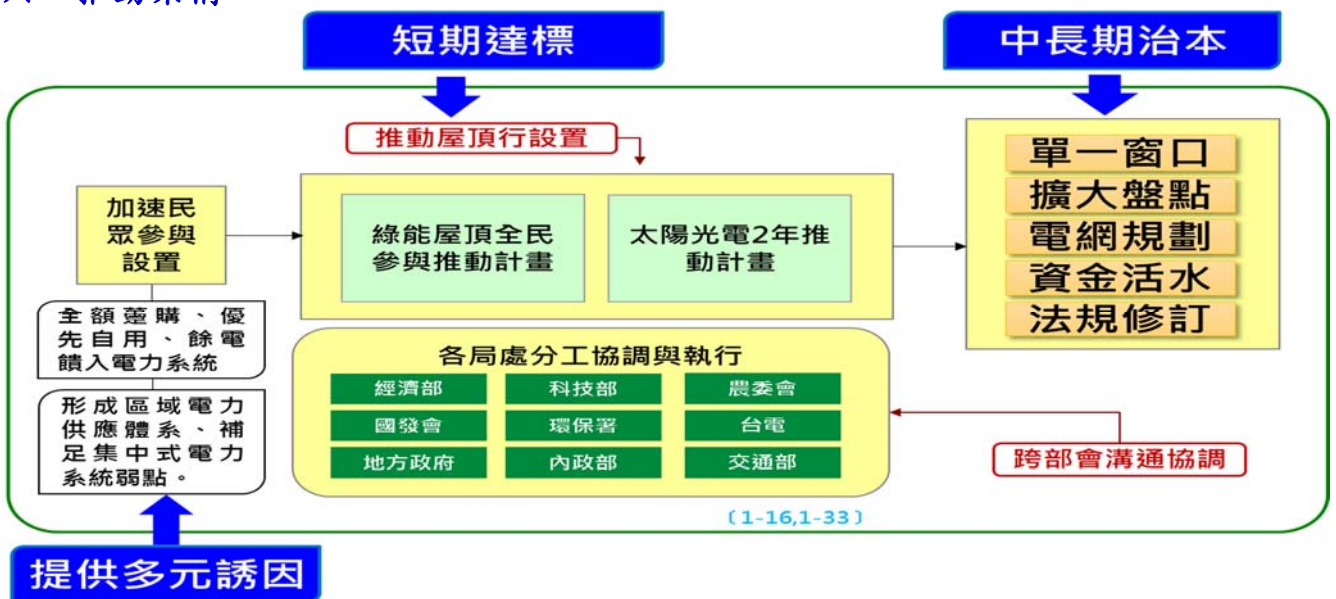 短期達標
中長期治本
推動屋頂行設置
加速民
眾參與
設置
綠能屋頂全民
參與推動計畫
太陽光電2年推
動計畫
單一窗口
擴大盤點
電網規劃
資金活水
法規修訂
全額躉購、優
先自用、餘電
饋入電力系統
形成區域電力
供應體系、補
足集中式電力
系統弱點。
各局處分工協調與執行
經濟部
科技部
農委會
國發會
環保署
台電
地方政府
內政部
交通部
跨部會溝通協調
(1-16,1-33)
提供多元誘因